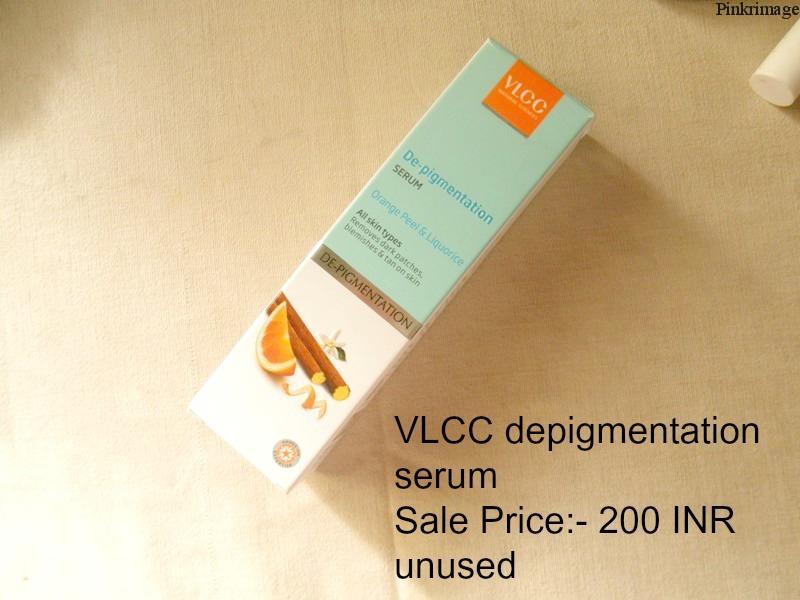 Pinkrimage
VLCC
De-pigmentation
SERUM
Orange Peel & Liquorice
All skin types
Removes dark patches,
blemishes & tan on skin
DE-PIGMENTATION
VLCC depigmentation
serum
Sale Price:- 200 INR
unused